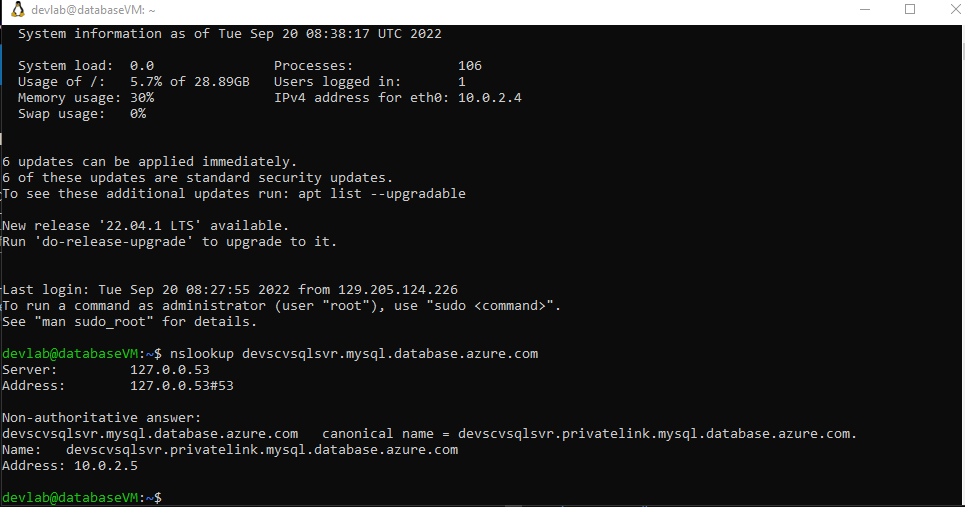 devlab@databaseVM: ~
System information as of Tue Sep 20 08:38:17 UTC 2022
System load:  0.0                Processes:             106
Usage of /:   5.7% of 28.89GB   Users logged in:       1
Memory usage: 30%               IPv4 address for eth0: 10.0.2.4
Swap usage:   0%
6 updates can be applied immediately.
6 of these updates are standard security updates.
To see these additional updates run: apt list --upgradable
New release '22.04.1 LTS' available.
Run 'do-release-upgrade' to upgrade to it.
Last login: Tue Sep 20 08:27:55 2022 from 129.205.124.226
To run a command as administrator (user "root"), use "sudo <command>".
See "man sudo_root" for details.
devlab@databaseVM:~$ nslookup devscvsqlsvr.mysql.database.azure.com
Server:         127.0.0.53
Address:        127.0.0.53#53
Non-authoritative answer:
devscvsqlsvr.mysql.database.azure.com   canonical name = devscvsqlsvr.privatelink.mysql.database.azure.com.
Name:   devscvsqlsvr.privatelink.mysql.database.azure.com
Address: 10.0.2.5
devlab@databaseVM:~$